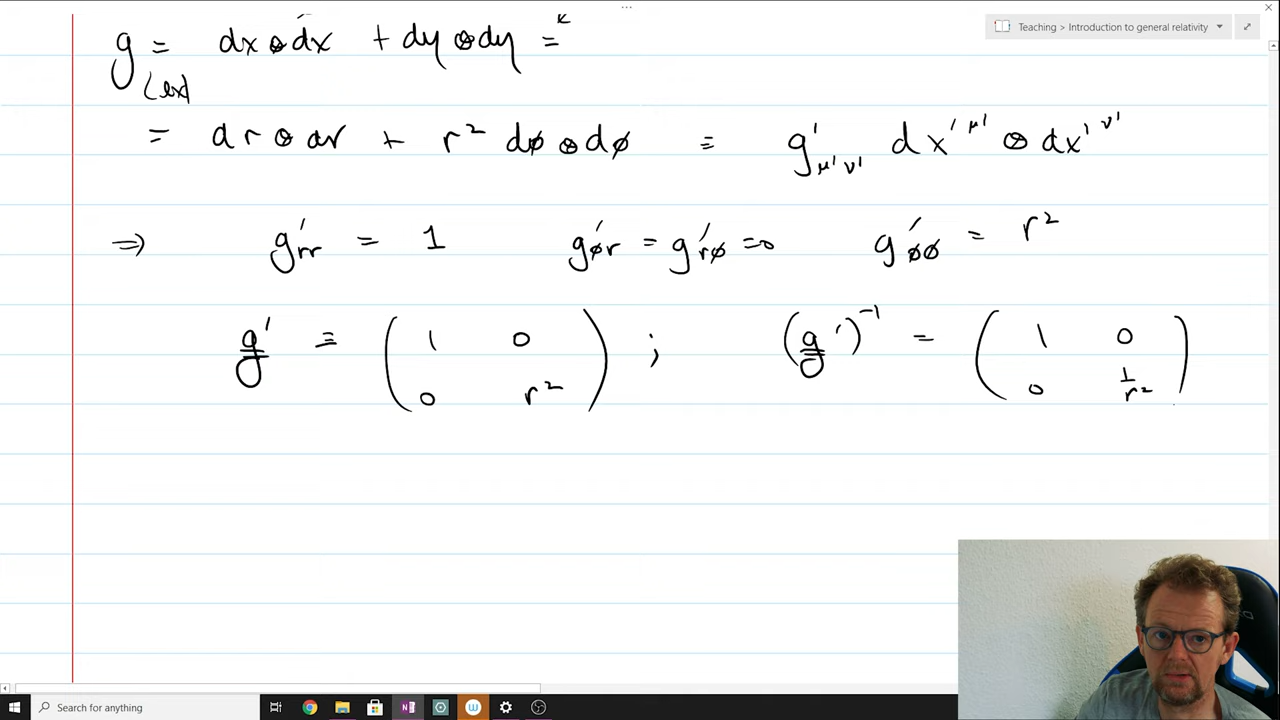 Teaching > Introduction to general relativity
g = dx ⊗ dx + dy ⊗ dy =
= dr ⊗ dr + r² dϕ ⊗ dϕ ≡ g'_{μ'ν'} dx'^{μ'} ⊗ dx'^{ν'}
⇒ g'_{rr} = 1 g'_{ϕr} = g'_{rϕ} = 0 g'_{ϕϕ} = r²
g' ≡ ( 1 0 ; 0 r² ) ; (g')⁻¹ = ( 1 0 ; 0 1/r² )
Search for anything